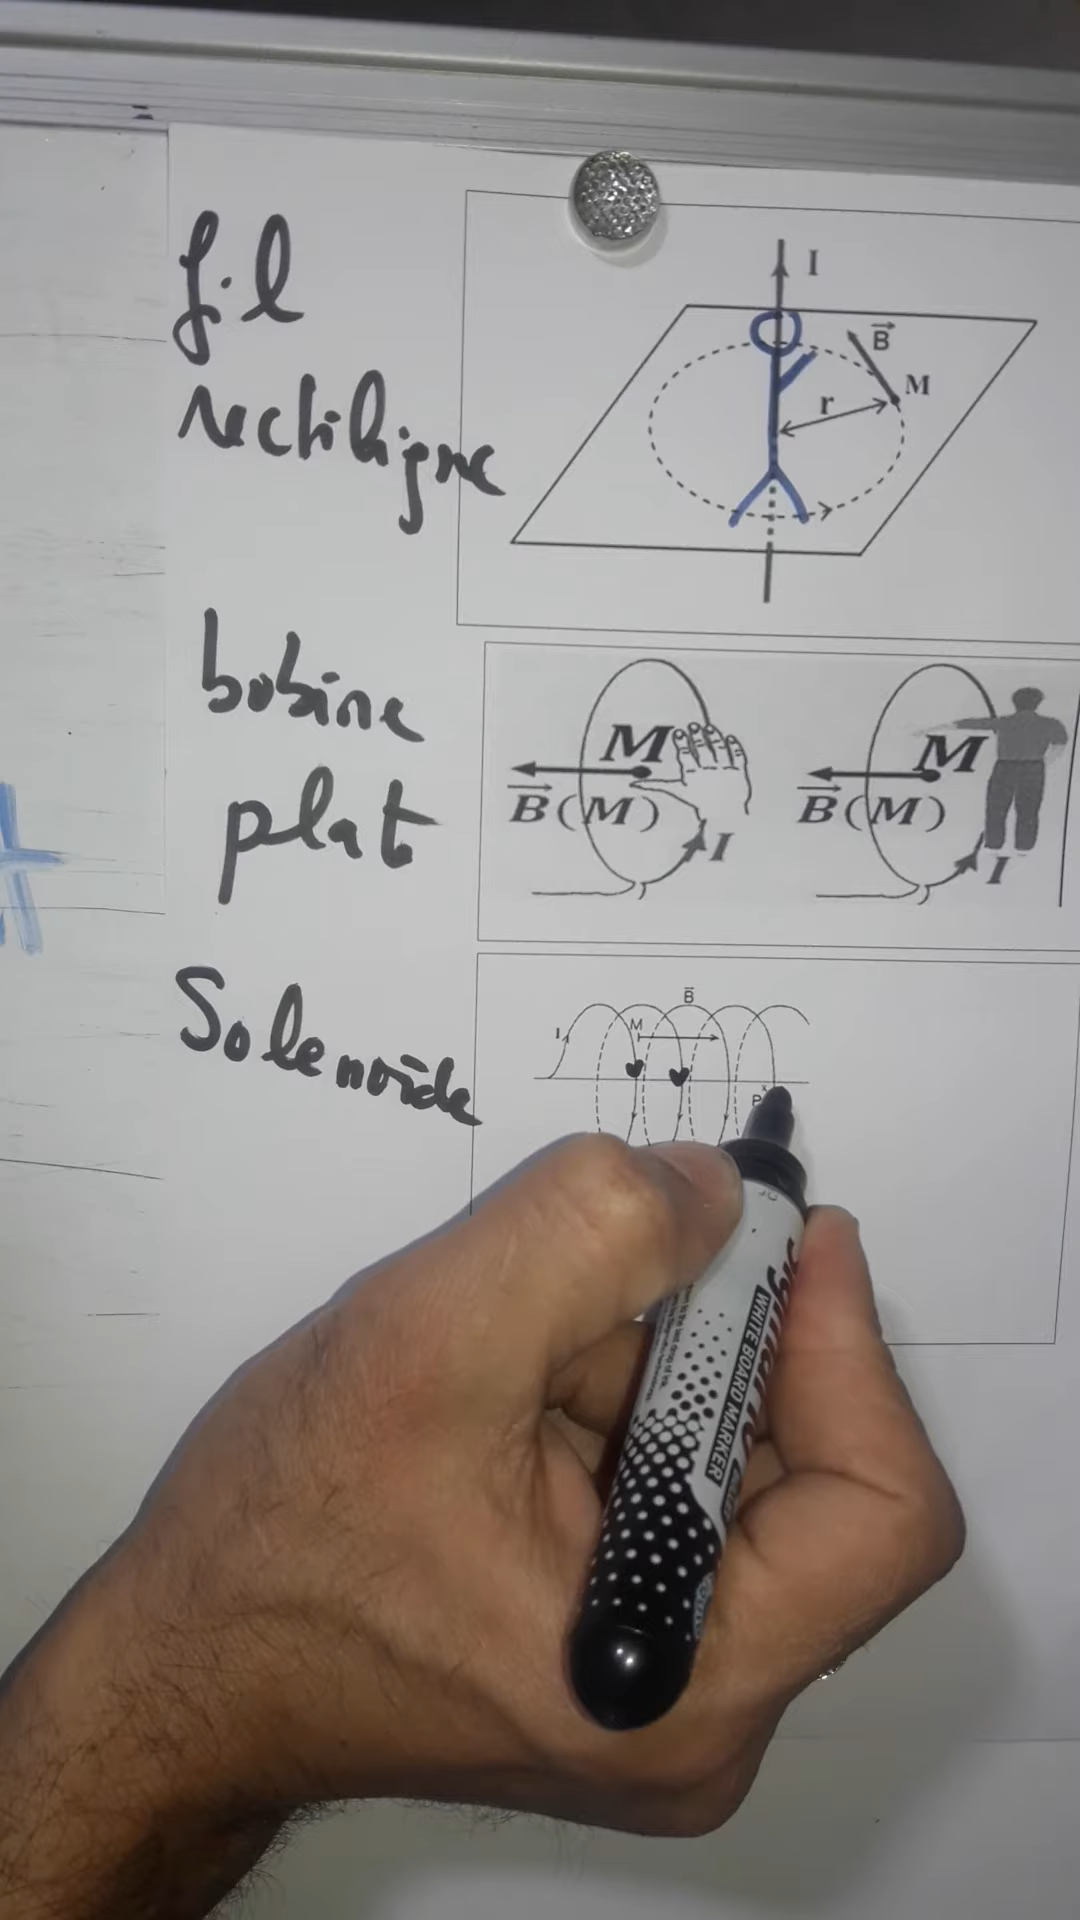 fil
rectiligne
I
B
M
r
bobine
plat
M
B(M)
I
M
B(M)
I
Solenoïde
B
I
M
P
WHITE BOARD MARKER